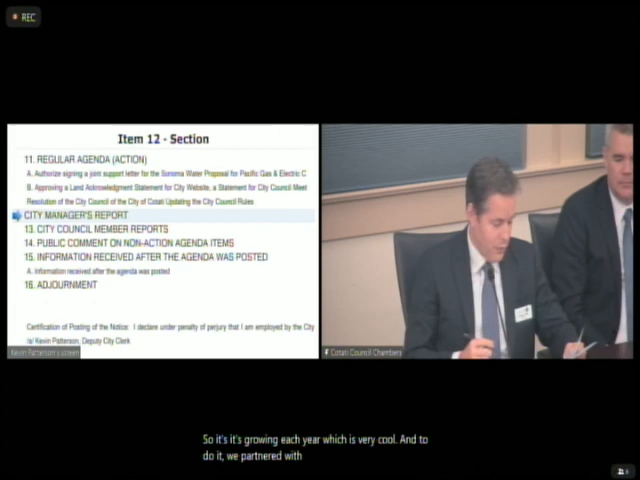 REC
Item 12 - Section
11. REGULAR AGENDA (ACTION)
A. Authorize signing a joint support letter for the Sonoma Water Proposal for Pacific Gas & Electric C
B. Approving a Land Acknowledgment Statement for City Website, a Statement for City Council Meet
Resolution of the City Council of the City of Cotati Updating the City Council Rules
CITY MANAGER'S REPORT
13. CITY COUNCIL MEMBER REPORTS
14. PUBLIC COMMENT ON NON-ACTION AGENDA ITEMS
15. INFORMATION RECEIVED AFTER THE AGENDA WAS POSTED
A. Information received after the agenda was posted
16. ADJOURNMENT
Certification of Posting of the Notice: I declare under penalty of perjury that I am employed by the City
/s/ Kevin Patterson, Deputy City Clerk
Kevin Patterson's screen
Cotati Council Chambers
So it's it's growing each year which is very cool. And to
do it, we partnered with